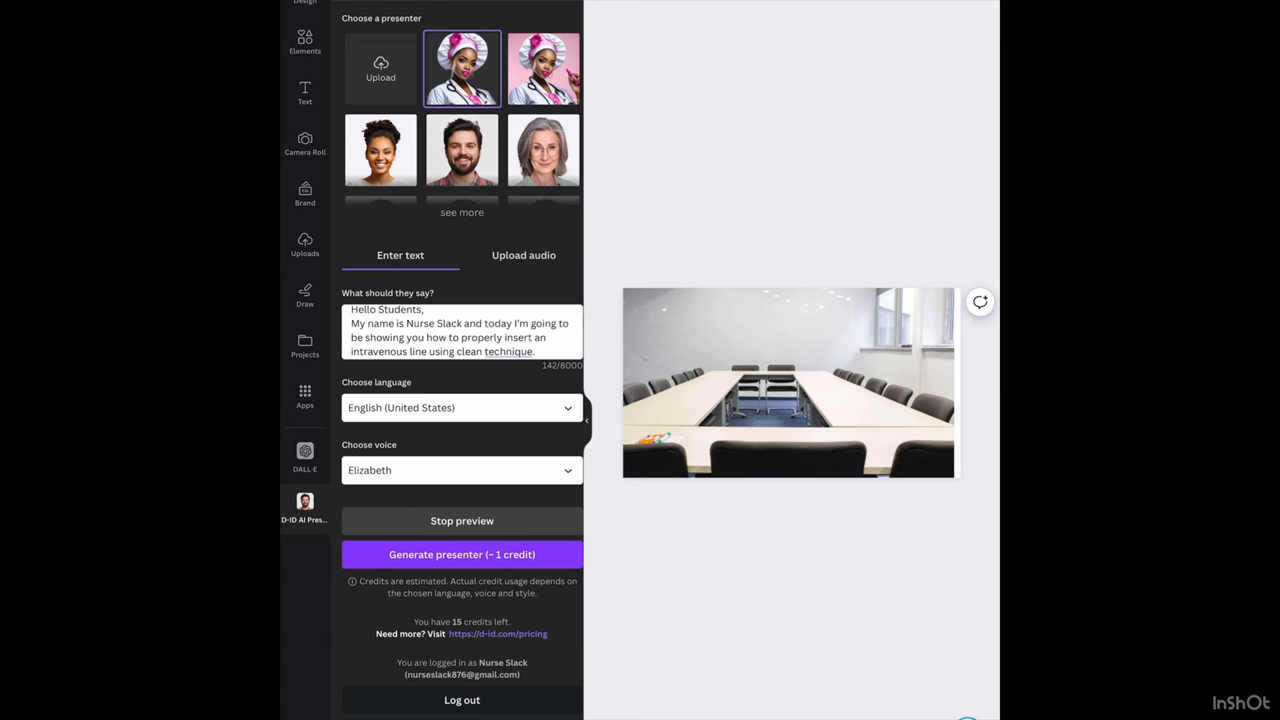 Design
Elements
Text
Camera Roll
Brand
Uploads
Draw
Projects
Apps
DALL·E
D-ID AI Pres...
Choose a presenter
Upload
see more
Enter text
Upload audio
What should they say?
Hello Students,
My name is Nurse Slack and today I'm going to
be showing you how to properly insert an
intravenous line using clean technique.
142/8000
Choose language
English (United States)
Choose voice
Elizabeth
Stop preview
Generate presenter (~ 1 credit)
Credits are estimated. Actual credit usage depends on
the chosen language, voice and style.
You have 15 credits left.
Need more? Visit https://d-id.com/pricing
You are logged in as Nurse Slack
(nurseslack876@gmail.com)
Log out
InShOt